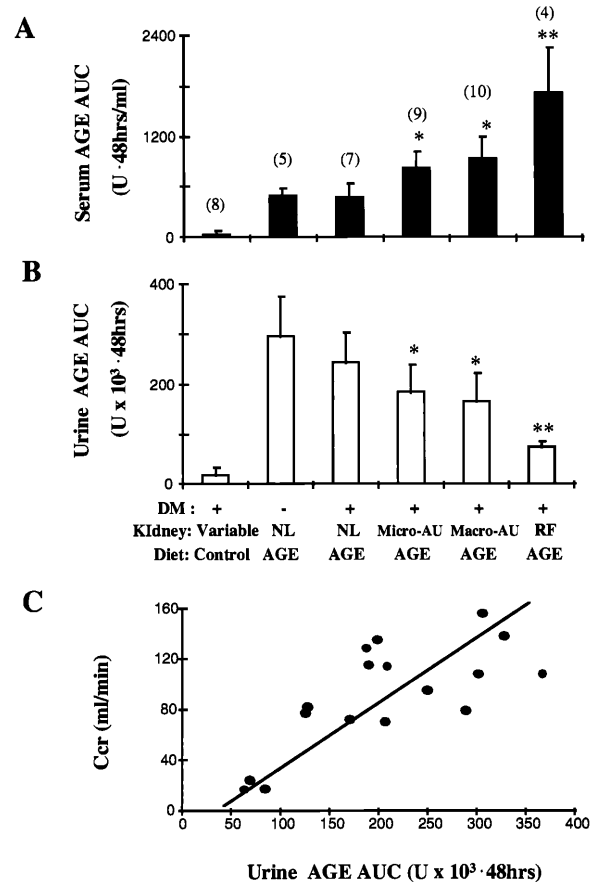 A
Serum AGE AUC
(U ·48hrs/ml)
2400
1200
0
(8)
(5)
(7)
(9)
*
(10)
*
(4)
**
B
Urine AGE AUC
(U x 10³·48hrs)
400
200
0
*
*
**
DM : + - + + + +
KIdney: Variable NL NL Micro-AU Macro-AU RF
Diet: Control AGE AGE AGE AGE AGE
C
Ccr (ml/min)
160
120
80
40
0
0 50 100 150 200 250 300 350 400
Urine AGE AUC (U x 10³·48hrs)